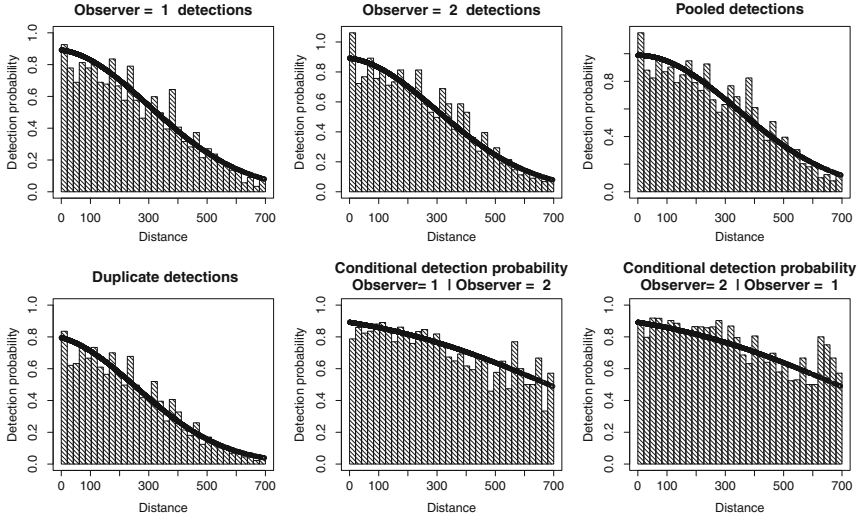 Observer = 1 detections
Detection probability
0.0 0.2 0.4 0.6 0.8 1.0
0 100 300 500 700
Distance
Observer = 2 detections
Detection probability
0.0 0.2 0.4 0.6 0.8 1.0
0 100 300 500 700
Distance
Pooled detections
Detection probability
0.0 0.4 0.8
0 100 300 500 700
Distance
Duplicate detections
Detection probability
0.0 0.2 0.4 0.6 0.8 1.0
0 100 300 500 700
Distance
Conditional detection probability
Observer= 1 | Observer = 2
Detection probability
0.0 0.2 0.4 0.6 0.8 1.0
0 100 300 500 700
Distance
Conditional detection probability
Observer= 2 | Observer = 1
Detection probability
0.0 0.2 0.4 0.6 0.8 1.0
0 100 300 500 700
Distance